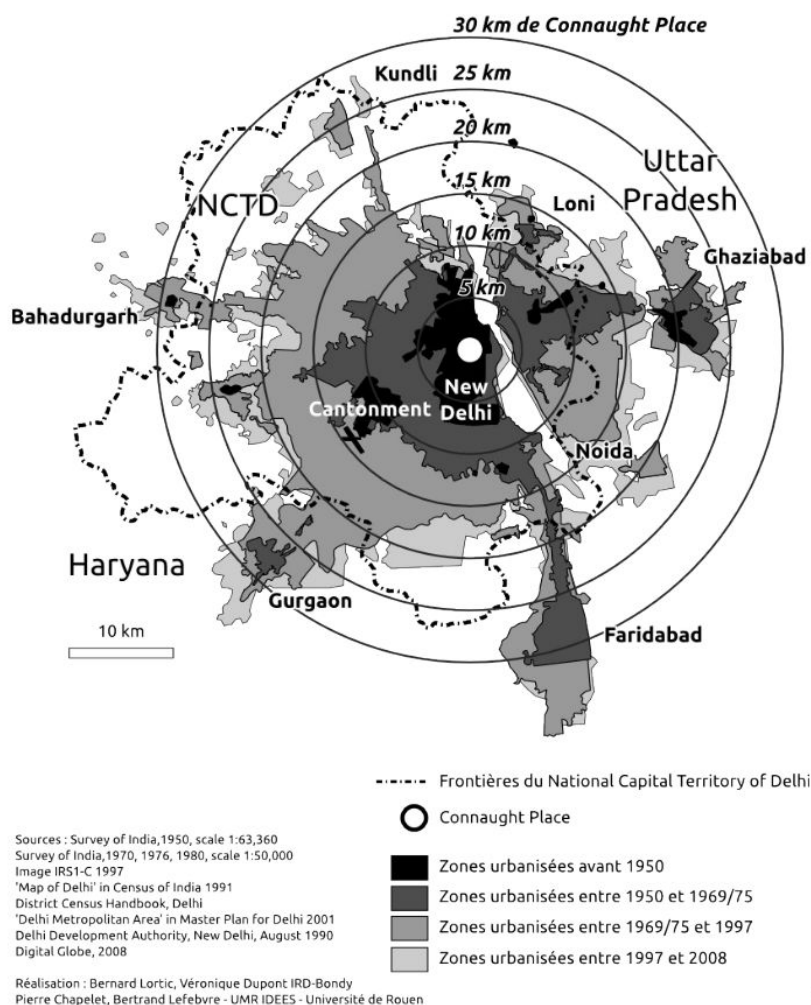 30 km de Connaught Place
Kundli
25 km
20 km
Uttar
Pradesh
15 km
NCTD
Loni
10 km
Ghaziabad
5 km
Bahadurgarh
New
Delhi
Cantonment
Noida
Haryana
Gurgaon
10 km
Faridabad
Frontières du National Capital Territory of Delhi
Connaught Place
Sources : Survey of India,1950, scale 1:63,360
Survey of India,1970, 1976, 1980, scale 1:50,000
Image IRS1-C 1997
'Map of Delhi' in Census of India 1991
District Census Handbook, Delhi
'Delhi Metropolitan Area' in Master Plan for Delhi 2001
Delhi Development Authority, New Delhi, August 1990
Digital Globe, 2008
Zones urbanisées avant 1950
Zones urbanisées entre 1950 et 1969/75
Zones urbanisées entre 1969/75 et 1997
Zones urbanisées entre 1997 et 2008
Réalisation : Bernard Lortic, Véronique Dupont IRD-Bondy
Pierre Chapelet, Bertrand Lefebvre - UMR IDEES - Université de Rouen